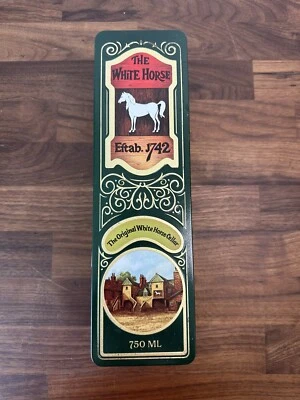 THE
WHITE HORSE
Estab. 1742
The Original White Horse Cellar
750 ML